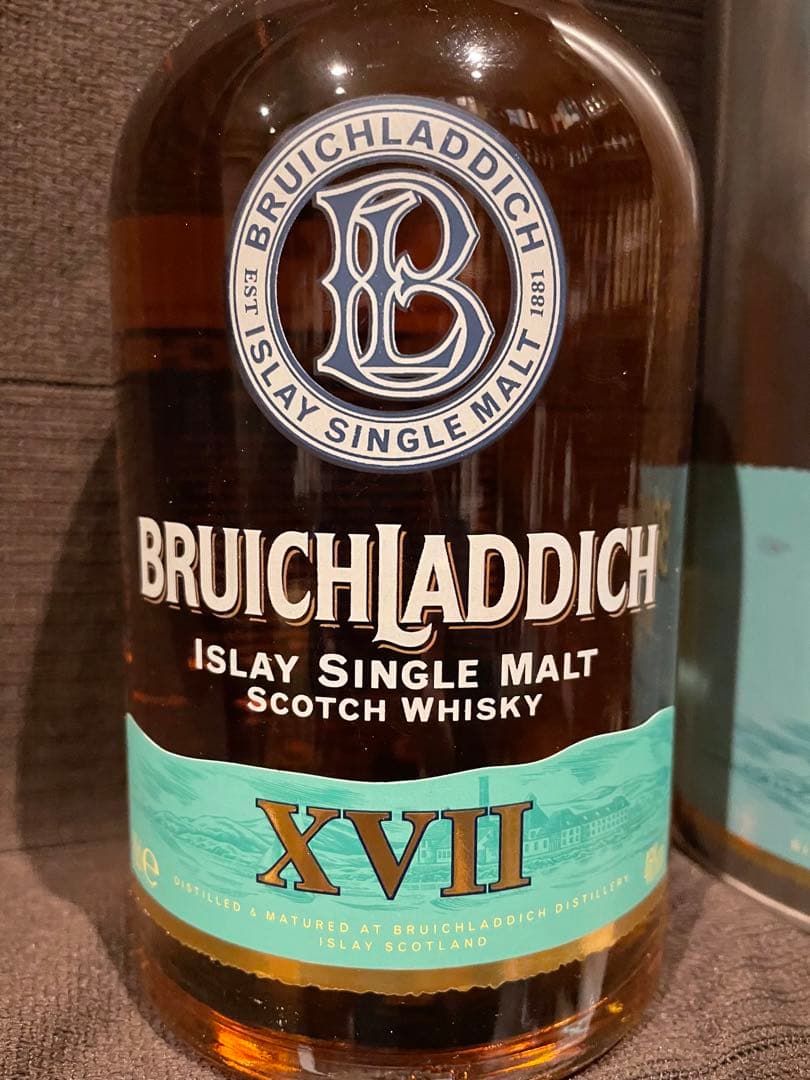 BRUICHLADDICH
EST 1881
ISLAY SINGLE MALT
BRUICHLADDICH
ISLAY SINGLE MALT
SCOTCH WHISKY
XVII
e
DISTILLED & MATURED AT BRUICHLADDICH DISTILLERY
ISLAY SCOTLAND